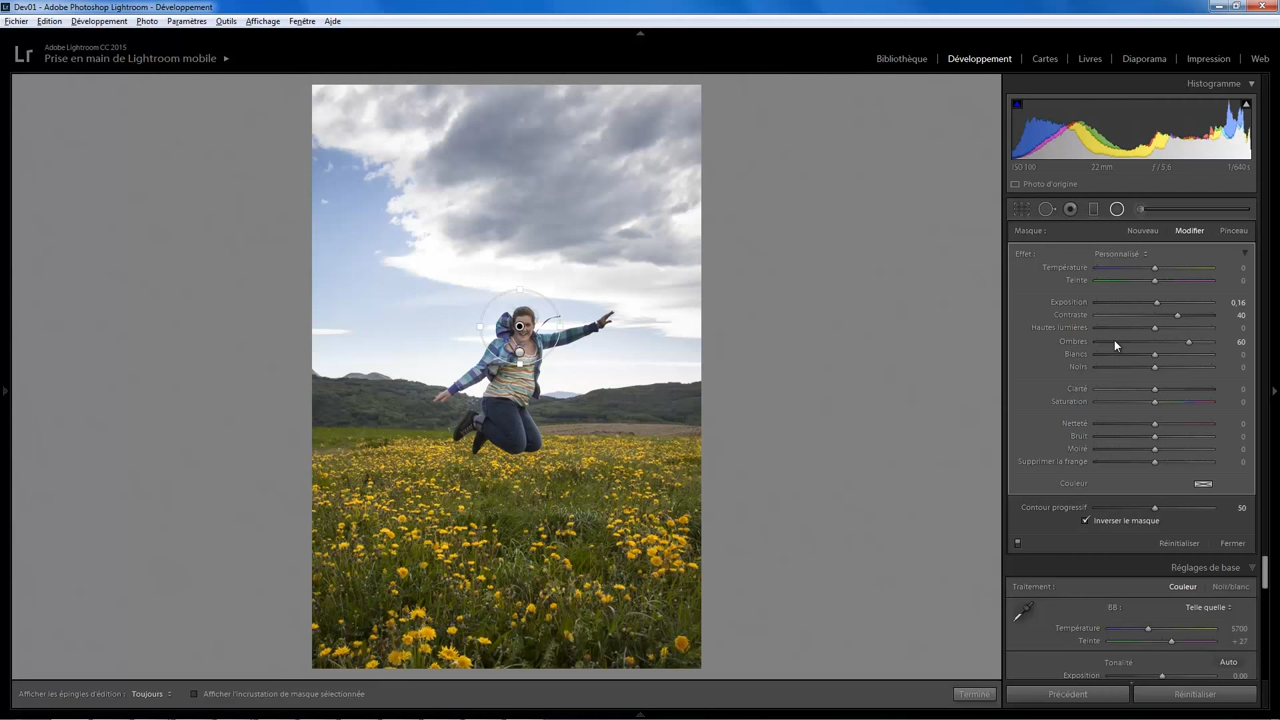 Dev01 - Adobe Photoshop Lightroom - Développement
Fichier Edition Développement Photo Paramètres Outils Affichage Fenêtre Aide
Lr
Adobe Lightroom CC 2015
Prise en main de Lightroom mobile
Bibliothèque Développement Cartes Livres Diaporama Impression Web
Histogramme
ISO 100 22mm ƒ / 5,6 1/640 s
Photo d'origine
Masque : Nouveau Modifier Pinceau
Effet : Personnalisé
Température 0
Teinte 0
Exposition 0,16
Contraste 40
Hautes lumières 0
Ombres 60
Blancs 0
Noirs 0
Clarté 0
Saturation 0
Netteté 0
Bruit 0
Moiré 0
Supprimer la frange 0
Couleur
Contour progressif 50
Inverser le masque
Réinitialiser Fermer
Réglages de base
Traitement : Couleur Noir/blanc
BB : Telle quelle
Température 5700
Teinte + 27
Tonalité Auto
Exposition 0,00
Afficher les épingles d'édition : Toujours Afficher l'incrustation de masque sélectionnée Terminé
Précédent Réinitialiser